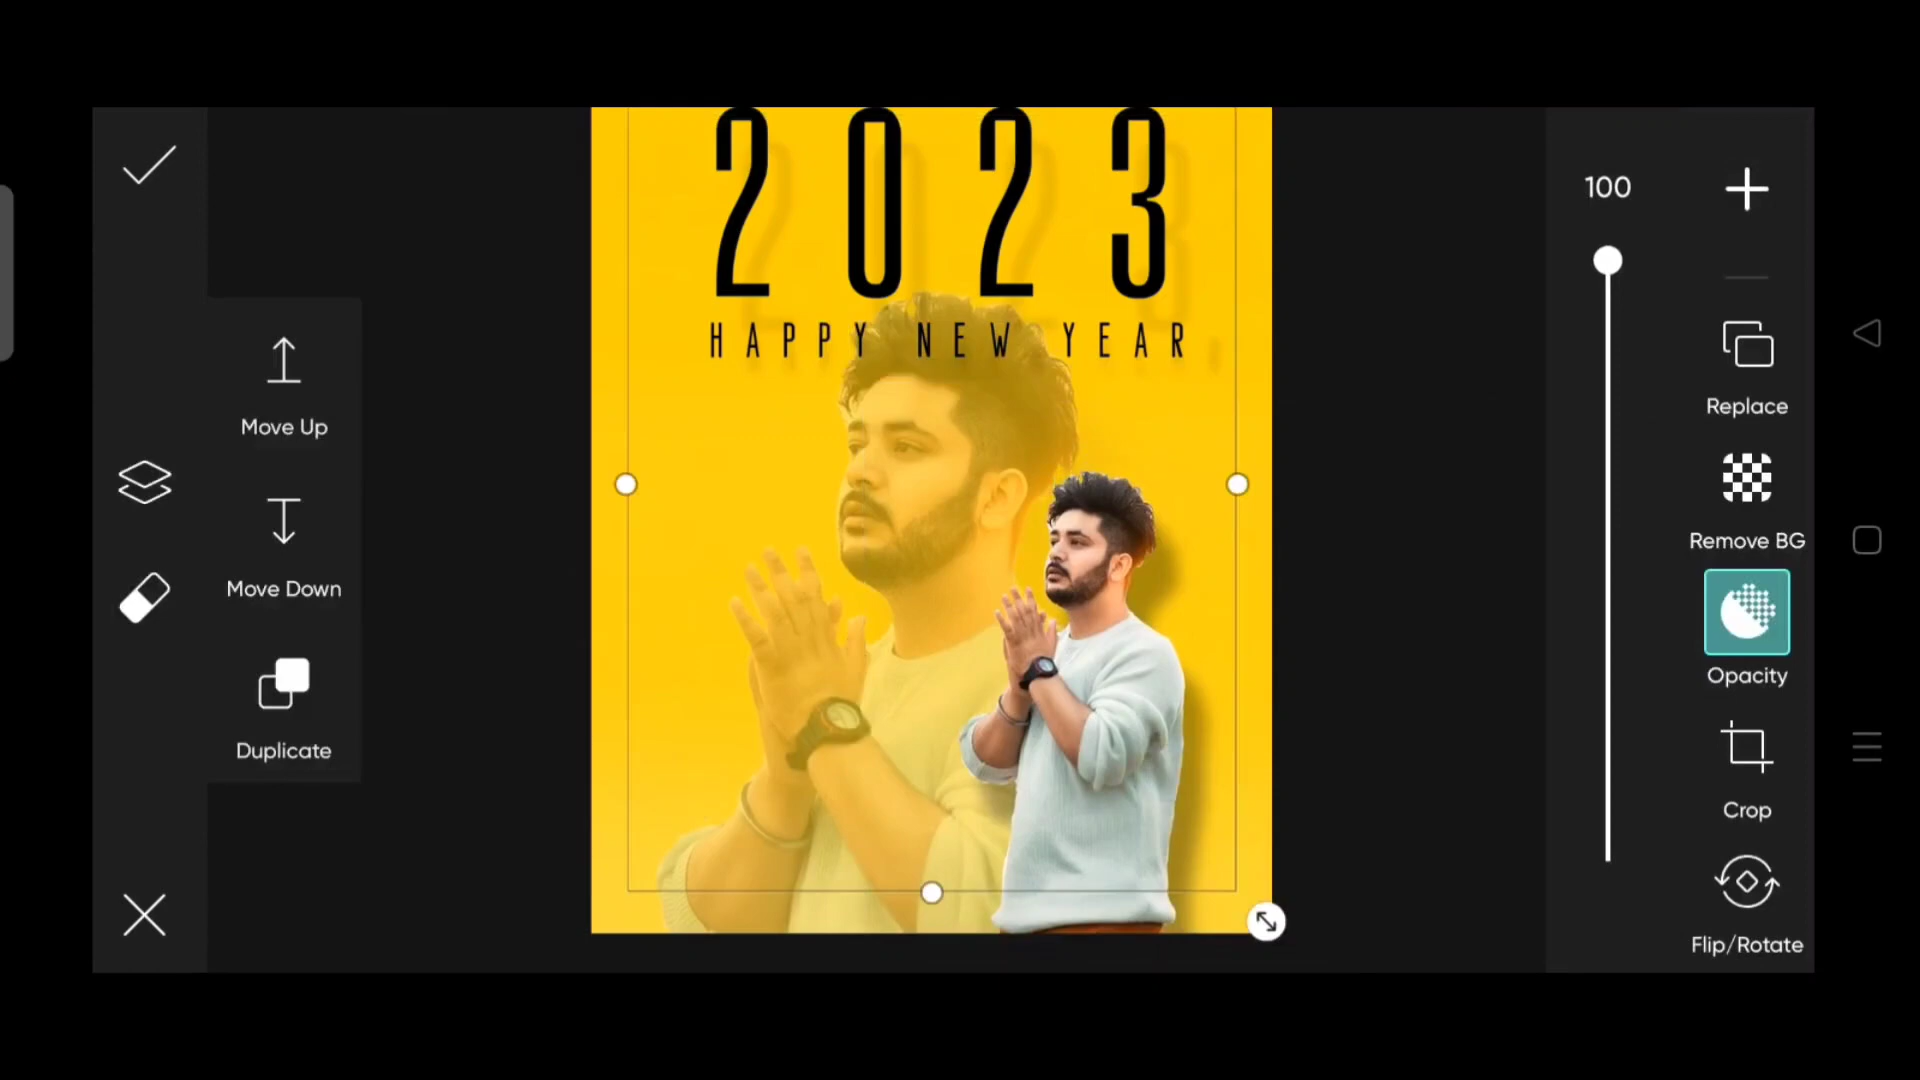 2023
HAPPY NEW YEAR
Move Up
Move Down
Duplicate
100
Replace
Remove BG
Opacity
Crop
Flip/Rotate